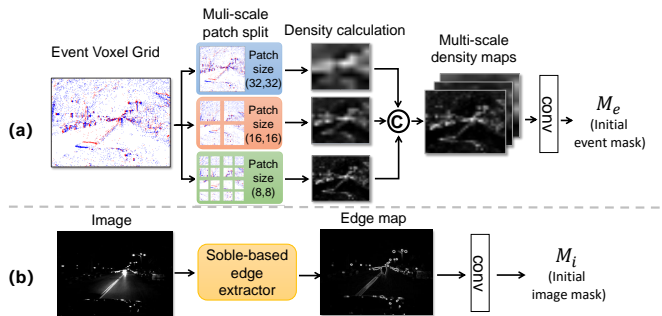 Muli-scale
patch split
Density calculation
Event Voxel Grid
Multi-scale
density maps
Patch
size
(32,32)
Patch
size
(16,16)
Patch
size
(8,8)
(a)
C
conv
M_e
(Initial
event mask)
Image
Edge map
(b)
Soble-based
edge
extractor
conv
M_i
(Initial
image mask)